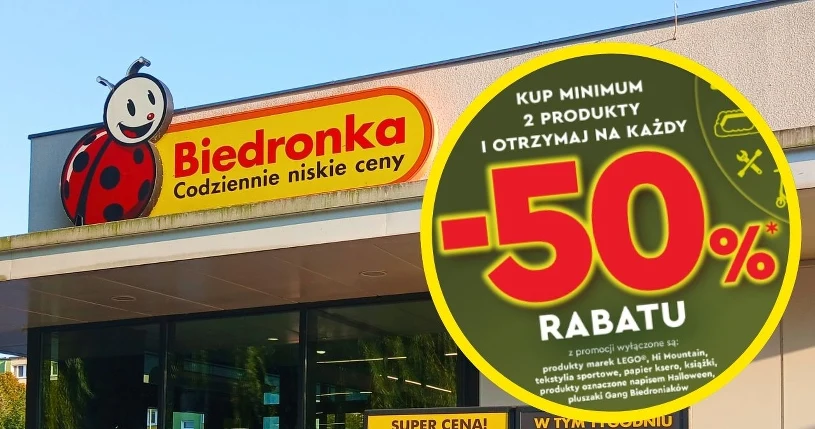 Biedronka
Codziennie niskie ceny
KUP MINIMUM
2 PRODUKTY
I OTRZYMAJ NA KAŻDY
-50%*
RABATU
z promocji wyłączone są:
produkty marek LEGO®, Hi Mountain,
tekstylia sportowe, papier ksero, książki,
produkty oznaczone napisem Halloween,
pluszaki Gang Biedroniaków
SUPER CENA!
W TYM TYGODNIU